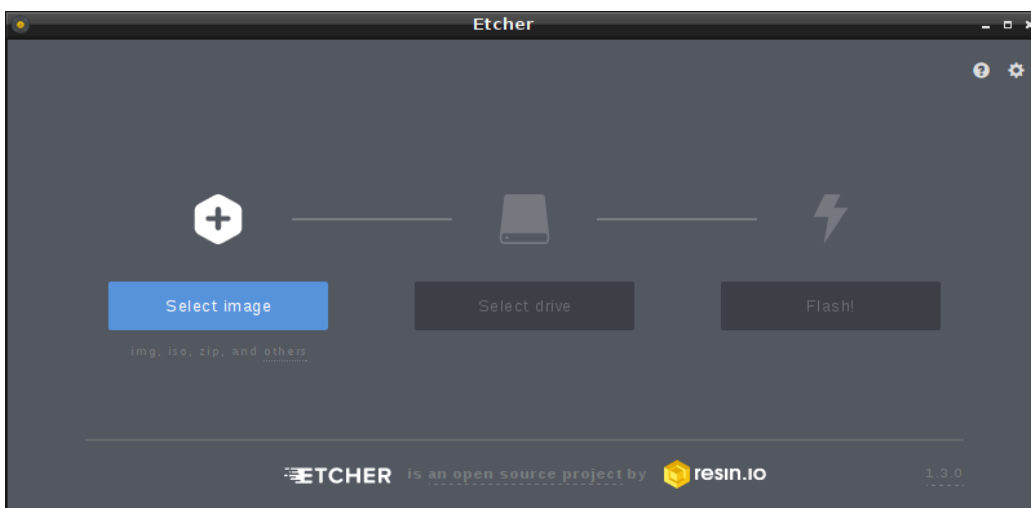 Etcher
Select image
Select drive
Flash!
img, iso, zip, and others
ETCHER is an open source project by resin.io
1.3.0